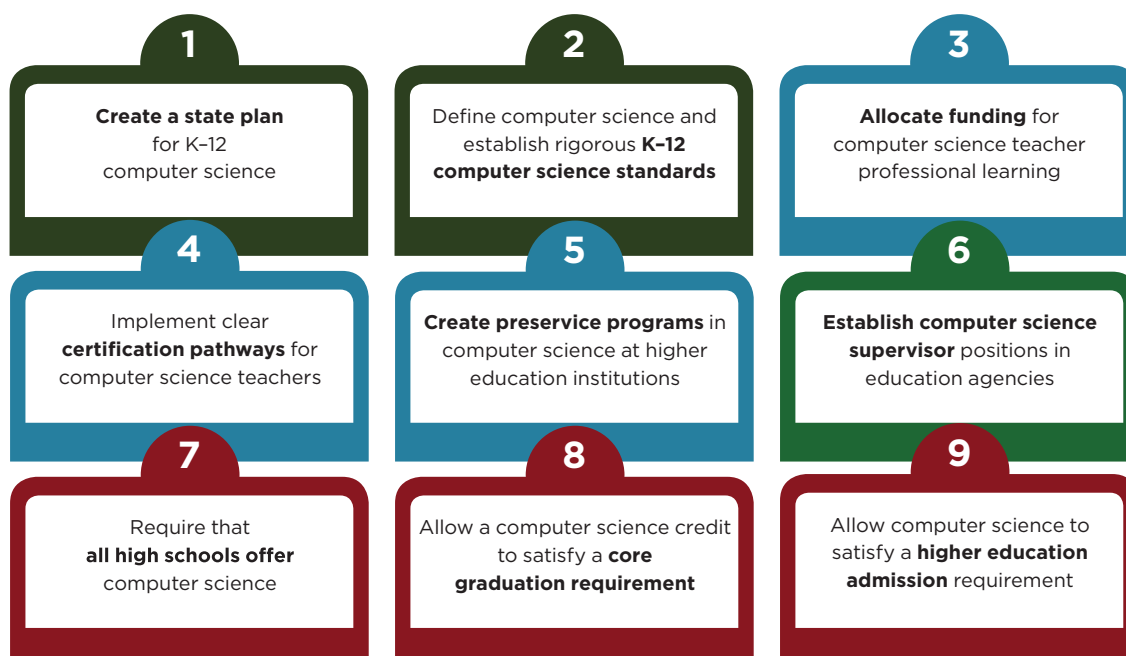 1
Create a state plan
for K–12
computer science
2
Define computer science and
establish rigorous K–12
computer science standards
3
Allocate funding for
computer science teacher
professional learning
4
Implement clear
certification pathways for
computer science teachers
5
Create preservice programs in
computer science at higher
education institutions
6
Establish computer science
supervisor positions in
education agencies
7
Require that
all high schools offer
computer science
8
Allow a computer science credit
to satisfy a core
graduation requirement
9
Allow computer science to
satisfy a higher education
admission requirement